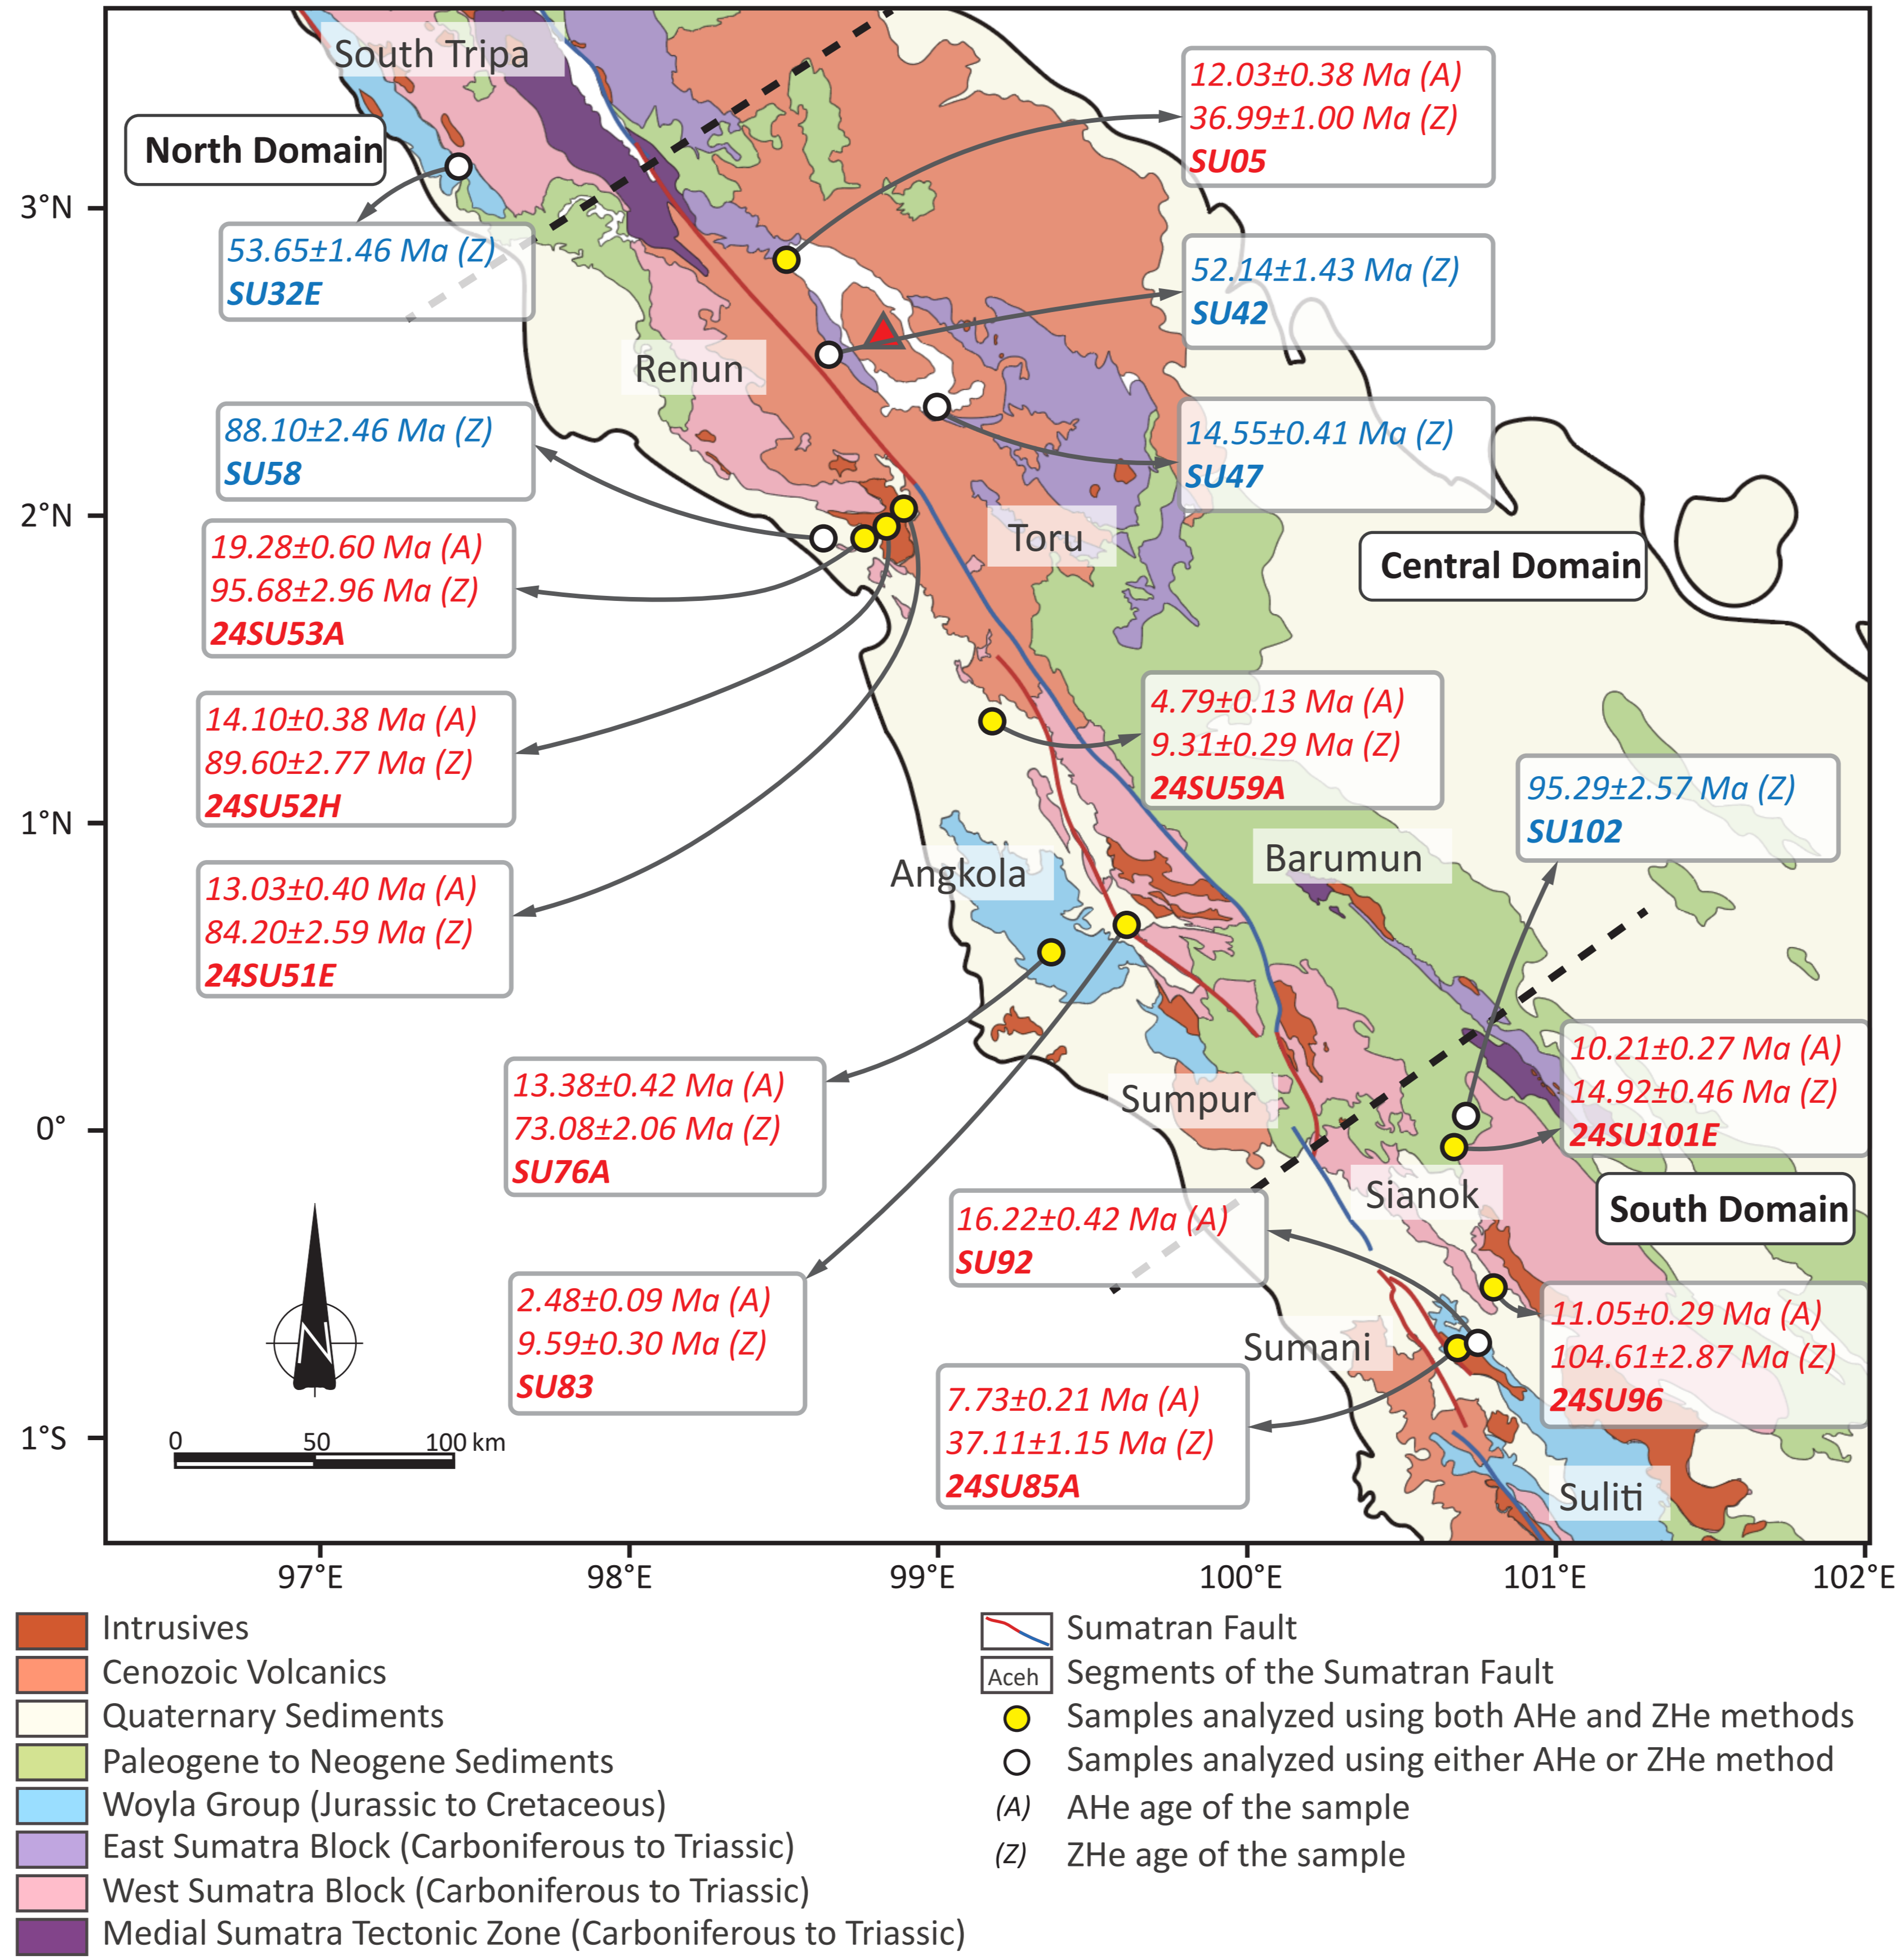 South Tripa
12.03±0.38 Ma (A)
36.99±1.00 Ma (Z)
SU05
North Domain
3°N
53.65±1.46 Ma (Z)
SU32E
52.14±1.43 Ma (Z)
SU42
Renun
88.10±2.46 Ma (Z)
SU58
14.55±0.41 Ma (Z)
SU47
2°N
Toru
Central Domain
19.28±0.60 Ma (A)
95.68±2.96 Ma (Z)
24SU53A
14.10±0.38 Ma (A)
89.60±2.77 Ma (Z)
24SU52H
4.79±0.13 Ma (A)
9.31±0.29 Ma (Z)
24SU59A
1°N
95.29±2.57 Ma (Z)
SU102
Angkola
Barumun
13.03±0.40 Ma (A)
84.20±2.59 Ma (Z)
24SU51E
13.38±0.42 Ma (A)
73.08±2.06 Ma (Z)
SU76A
Sumpur
10.21±0.27 Ma (A)
14.92±0.46 Ma (Z)
24SU101E
0°
Sianok
South Domain
16.22±0.42 Ma (A)
SU92
2.48±0.09 Ma (A)
9.59±0.30 Ma (Z)
SU83
Sumani
11.05±0.29 Ma (A)
104.61±2.87 Ma (Z)
24SU96
7.73±0.21 Ma (A)
37.11±1.15 Ma (Z)
24SU85A
N
0 50 100 km
1°S
Suliti
97°E 98°E 99°E 100°E 101°E 102°E
Intrusives
Cenozoic Volcanics
Quaternary Sediments
Paleogene to Neogene Sediments
Woyla Group (Jurassic to Cretaceous)
East Sumatra Block (Carboniferous to Triassic)
West Sumatra Block (Carboniferous to Triassic)
Medial Sumatra Tectonic Zone (Carboniferous to Triassic)
Sumatran Fault
Aceh Segments of the Sumatran Fault
Samples analyzed using both AHe and ZHe methods
Samples analyzed using either AHe or ZHe method
(A) AHe age of the sample
(Z) ZHe age of the sample